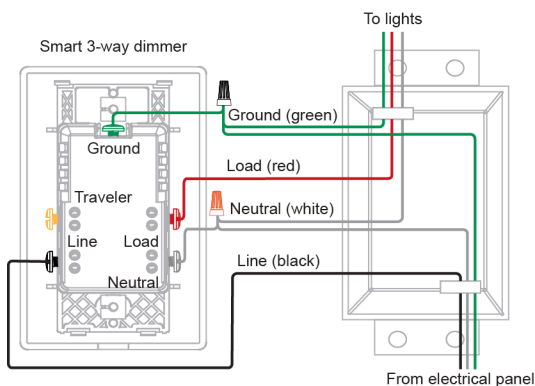 To lights
Smart 3-way dimmer
Ground (green)
Ground
Load (red)
Traveler
Neutral (white)
Line
Load
Line (black)
Neutral
From electrical panel